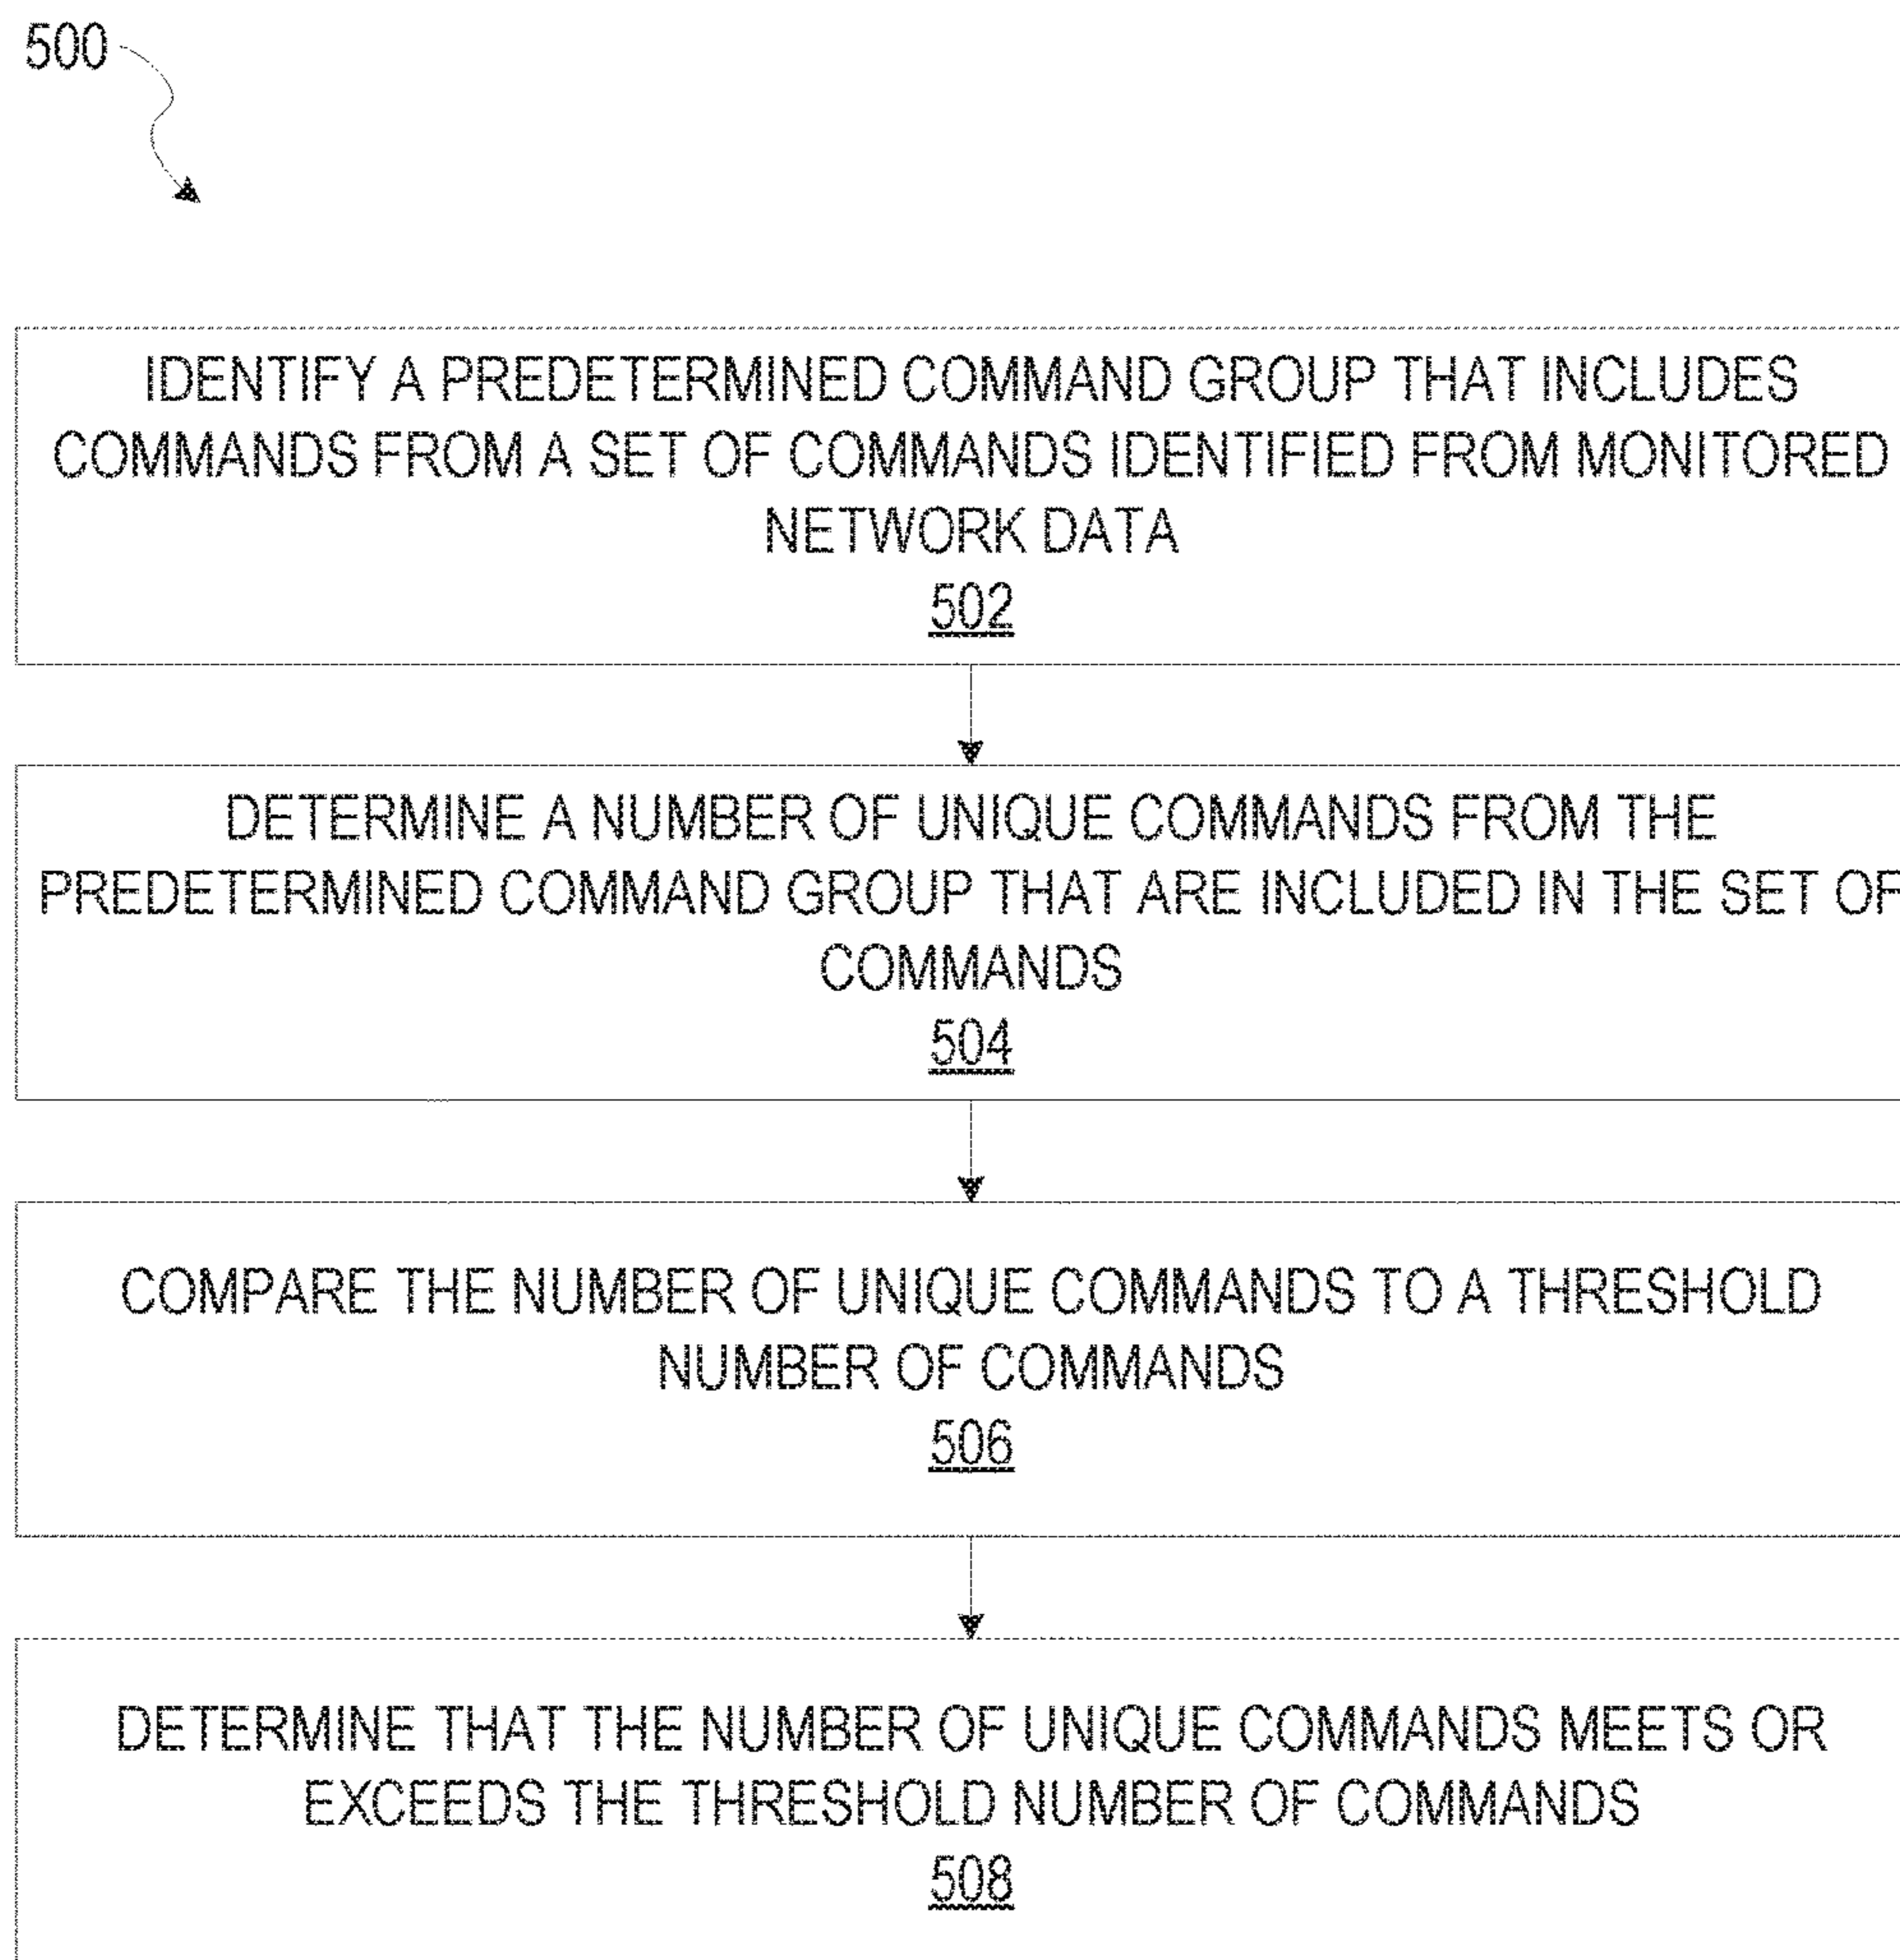 500
IDENTIFY A PREDETERMINED COMMAND GROUP THAT INCLUDES
COMMANDS FROM A SET OF COMMANDS IDENTIFIED FROM MONITORED
NETWORK DATA
502
DETERMINE A NUMBER OF UNIQUE COMMANDS FROM THE
PREDETERMINED COMMAND GROUP THAT ARE INCLUDED IN THE SET OF
COMMANDS
504
COMPARE THE NUMBER OF UNIQUE COMMANDS TO A THRESHOLD
NUMBER OF COMMANDS
506
DETERMINE THAT THE NUMBER OF UNIQUE COMMANDS MEETS OR
EXCEEDS THE THRESHOLD NUMBER OF COMMANDS
508